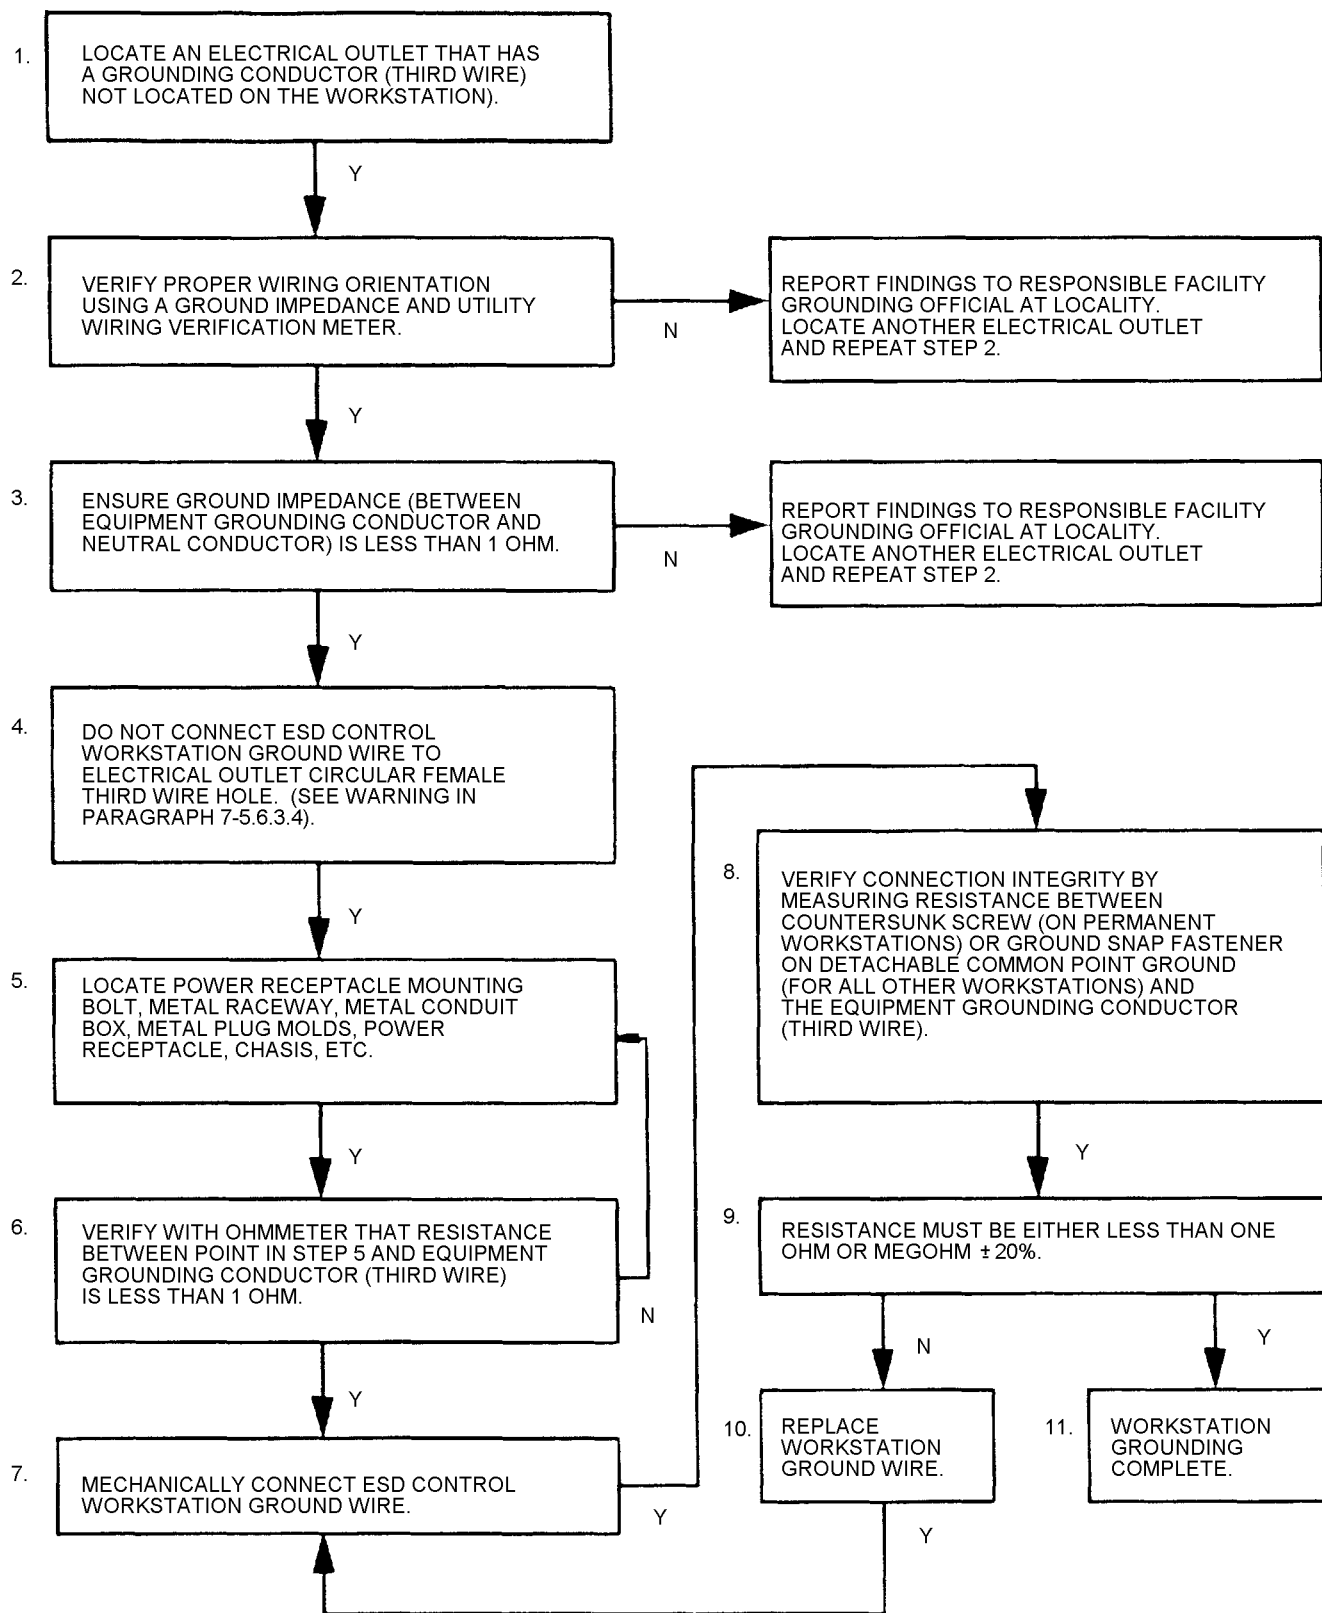 1.
LOCATE AN ELECTRICAL OUTLET THAT HAS
A GROUNDING CONDUCTOR (THIRD WIRE)
NOT LOCATED ON THE WORKSTATION).
Y
2.
VERIFY PROPER WIRING ORIENTATION
USING A GROUND IMPEDANCE AND UTILITY
WIRING VERIFICATION METER.
N
REPORT FINDINGS TO RESPONSIBLE FACILITY
GROUNDING OFFICIAL AT LOCALITY.
LOCATE ANOTHER ELECTRICAL OUTLET
AND REPEAT STEP 2.
Y
3.
ENSURE GROUND IMPEDANCE (BETWEEN
EQUIPMENT GROUNDING CONDUCTOR AND
NEUTRAL CONDUCTOR) IS LESS THAN 1 OHM.
N
REPORT FINDINGS TO RESPONSIBLE FACILITY
GROUNDING OFFICIAL AT LOCALITY.
LOCATE ANOTHER ELECTRICAL OUTLET
AND REPEAT STEP 2.
Y
4.
DO NOT CONNECT ESD CONTROL
WORKSTATION GROUND WIRE TO
ELECTRICAL OUTLET CIRCULAR FEMALE
THIRD WIRE HOLE. (SEE WARNING IN
PARAGRAPH 7-5.6.3.4).
Y
5.
LOCATE POWER RECEPTACLE MOUNTING
BOLT, METAL RACEWAY, METAL CONDUIT
BOX, METAL PLUG MOLDS, POWER
RECEPTACLE, CHASIS, ETC.
Y
6.
VERIFY WITH OHMMETER THAT RESISTANCE
BETWEEN POINT IN STEP 5 AND EQUIPMENT
GROUNDING CONDUCTOR (THIRD WIRE)
IS LESS THAN 1 OHM.
N
Y
7.
MECHANICALLY CONNECT ESD CONTROL
WORKSTATION GROUND WIRE.
Y
8.
VERIFY CONNECTION INTEGRITY BY
MEASURING RESISTANCE BETWEEN
COUNTERSUNK SCREW (ON PERMANENT
WORKSTATIONS) OR GROUND SNAP FASTENER
ON DETACHABLE COMMON POINT GROUND
(FOR ALL OTHER WORKSTATIONS) AND
THE EQUIPMENT GROUNDING CONDUCTOR
(THIRD WIRE).
Y
9.
RESISTANCE MUST BE EITHER LESS THAN ONE
OHM OR MEGOHM ± 20%.
N
Y
10.
REPLACE
WORKSTATION
GROUND WIRE.
Y
11.
WORKSTATION
GROUNDING
COMPLETE.